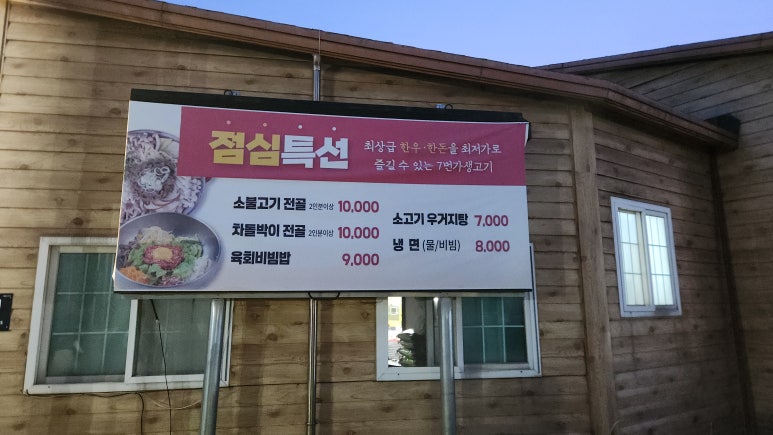 점심특선
최상급 한우·한돈을 최저가로
즐길 수 있는 7번가생고기
소불고기 전골 2인분이상 10,000
차돌박이 전골 2인분이상 10,000
육회비빔밥 9,000
소고기 우거지탕 7,000
냉 면 (물/비빔) 8,000